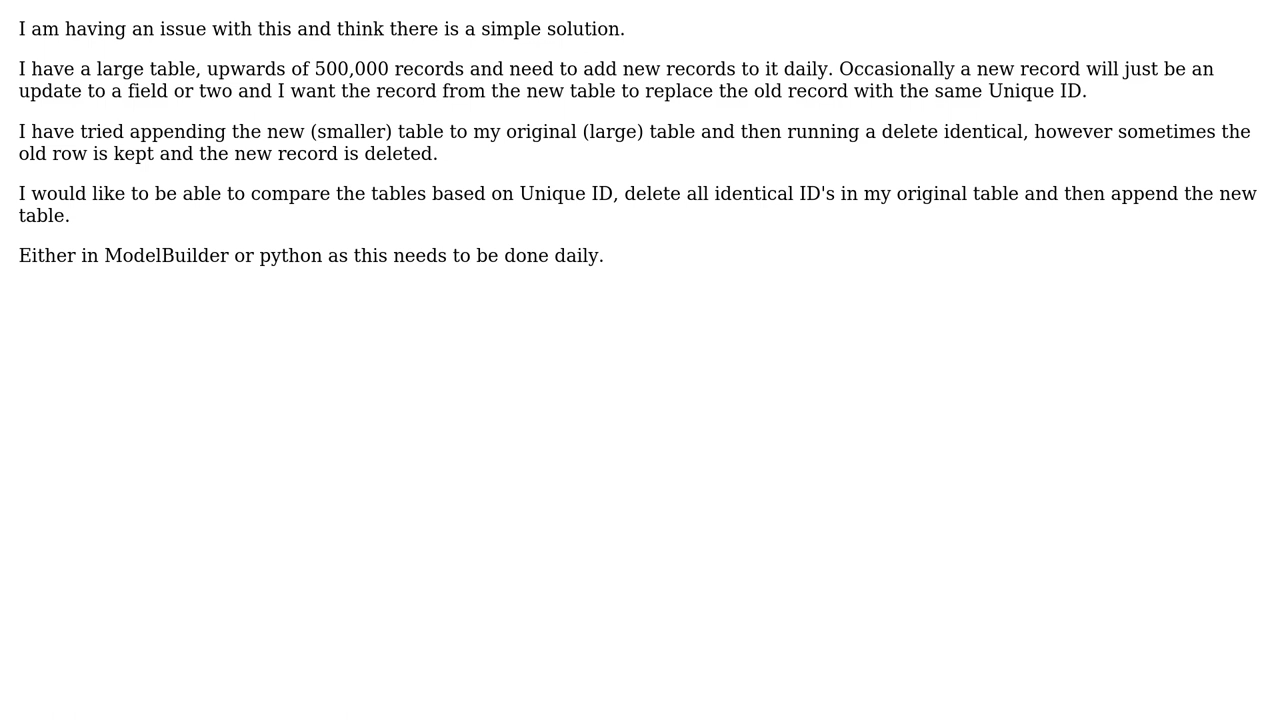 I am having an issue with this and think there is a simple solution.
I have a large table, upwards of 500,000 records and need to add new records to it daily. Occasionally a new record will just be an
update to a field or two and I want the record from the new table to replace the old record with the same Unique ID.
I have tried appending the new (smaller) table to my original (large) table and then running a delete identical, however sometimes the
old row is kept and the new record is deleted.
I would like to be able to compare the tables based on Unique ID, delete all identical ID's in my original table and then append the new
table.
Either in ModelBuilder or python as this needs to be done daily.